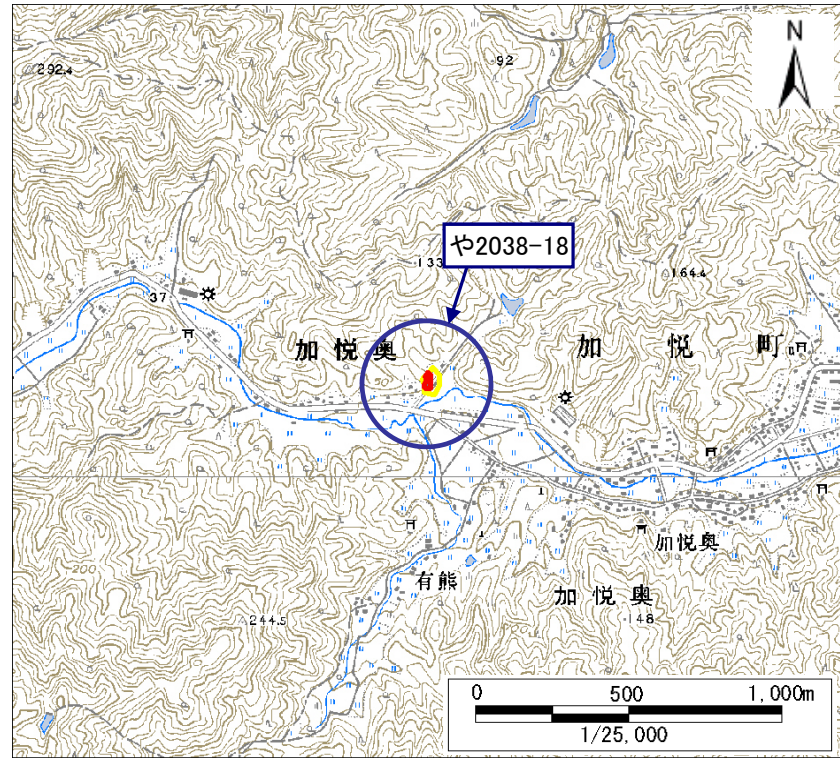 N
292.4
92
や2038-18
133
164.4
37
加悦奥
加悦町
加悦奥
有熊
加悦奥
200
244.5
148
0 500 1,000m
1/25,000